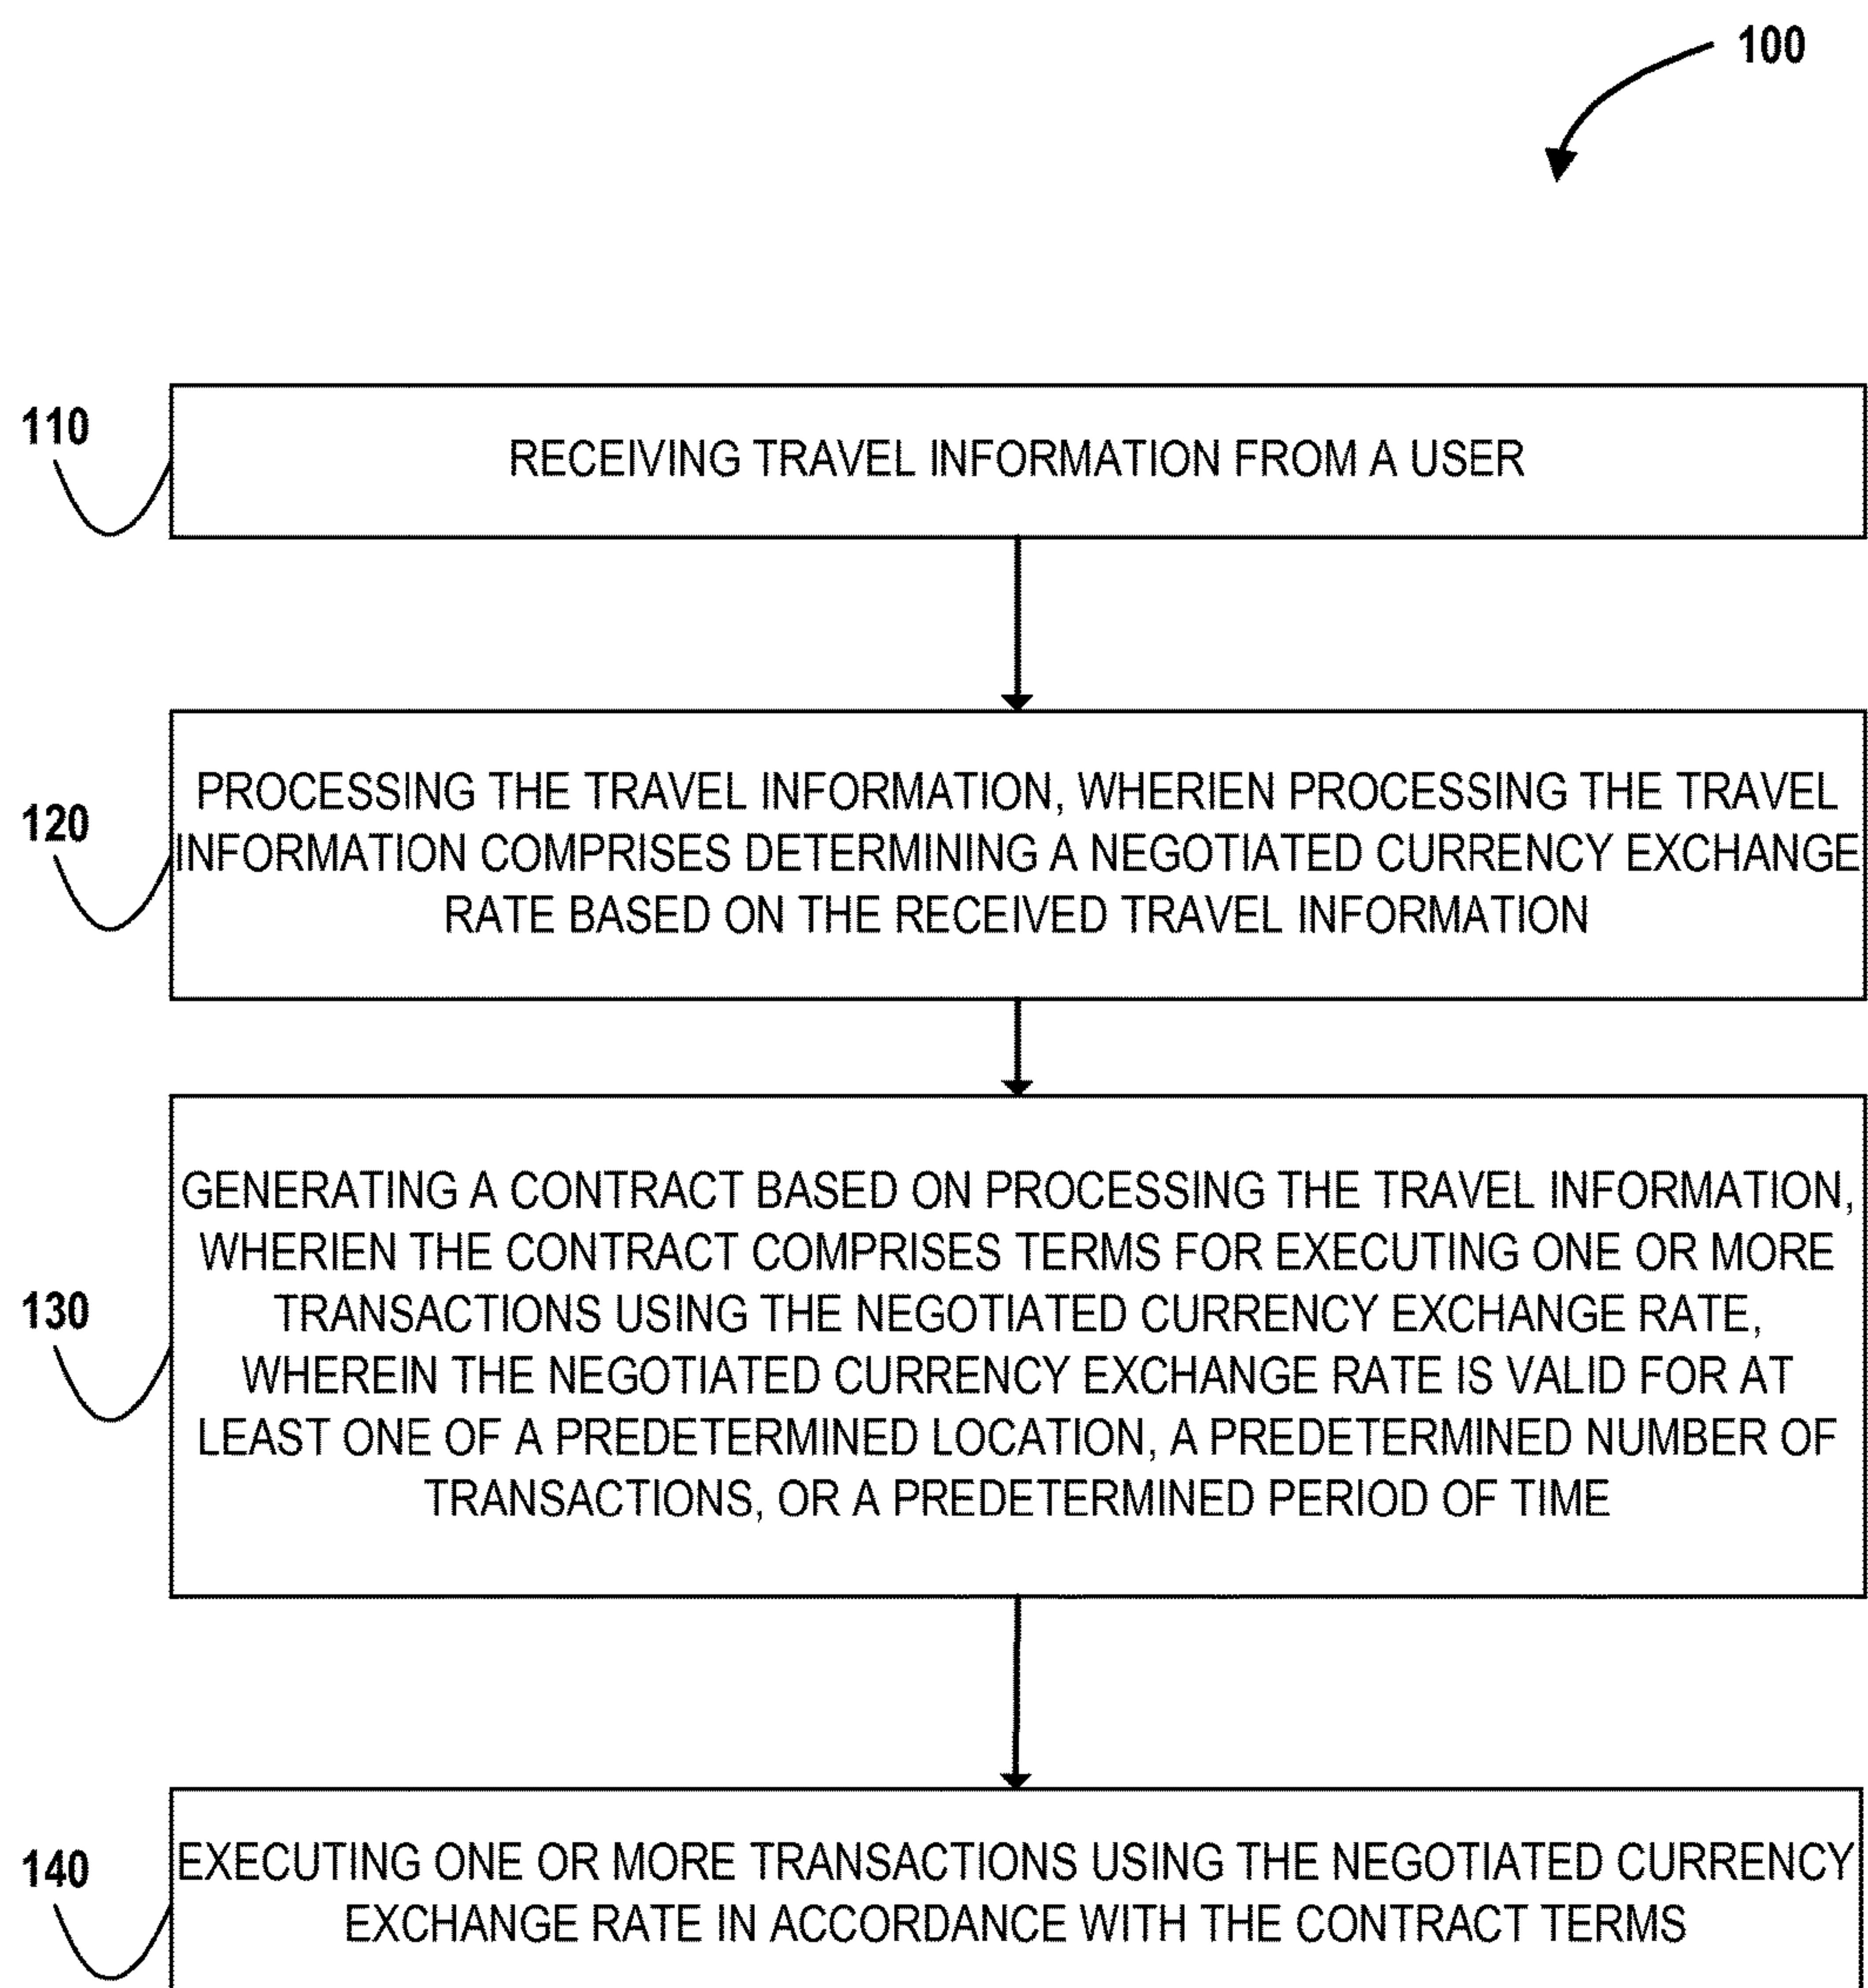 100
110
RECEIVING TRAVEL INFORMATION FROM A USER
120
PROCESSING THE TRAVEL INFORMATION, WHERIEN PROCESSING THE TRAVEL
INFORMATION COMPRISES DETERMINING A NEGOTIATED CURRENCY EXCHANGE
RATE BASED ON THE RECEIVED TRAVEL INFORMATION
130
GENERATING A CONTRACT BASED ON PROCESSING THE TRAVEL INFORMATION,
WHERIEN THE CONTRACT COMPRISES TERMS FOR EXECUTING ONE OR MORE
TRANSACTIONS USING THE NEGOTIATED CURRENCY EXCHANGE RATE,
WHEREIN THE NEGOTIATED CURRENCY EXCHANGE RATE IS VALID FOR AT
LEAST ONE OF A PREDETERMINED LOCATION, A PREDETERMINED NUMBER OF
TRANSACTIONS, OR A PREDETERMINED PERIOD OF TIME
140
EXECUTING ONE OR MORE TRANSACTIONS USING THE NEGOTIATED CURRENCY
EXCHANGE RATE IN ACCORDANCE WITH THE CONTRACT TERMS